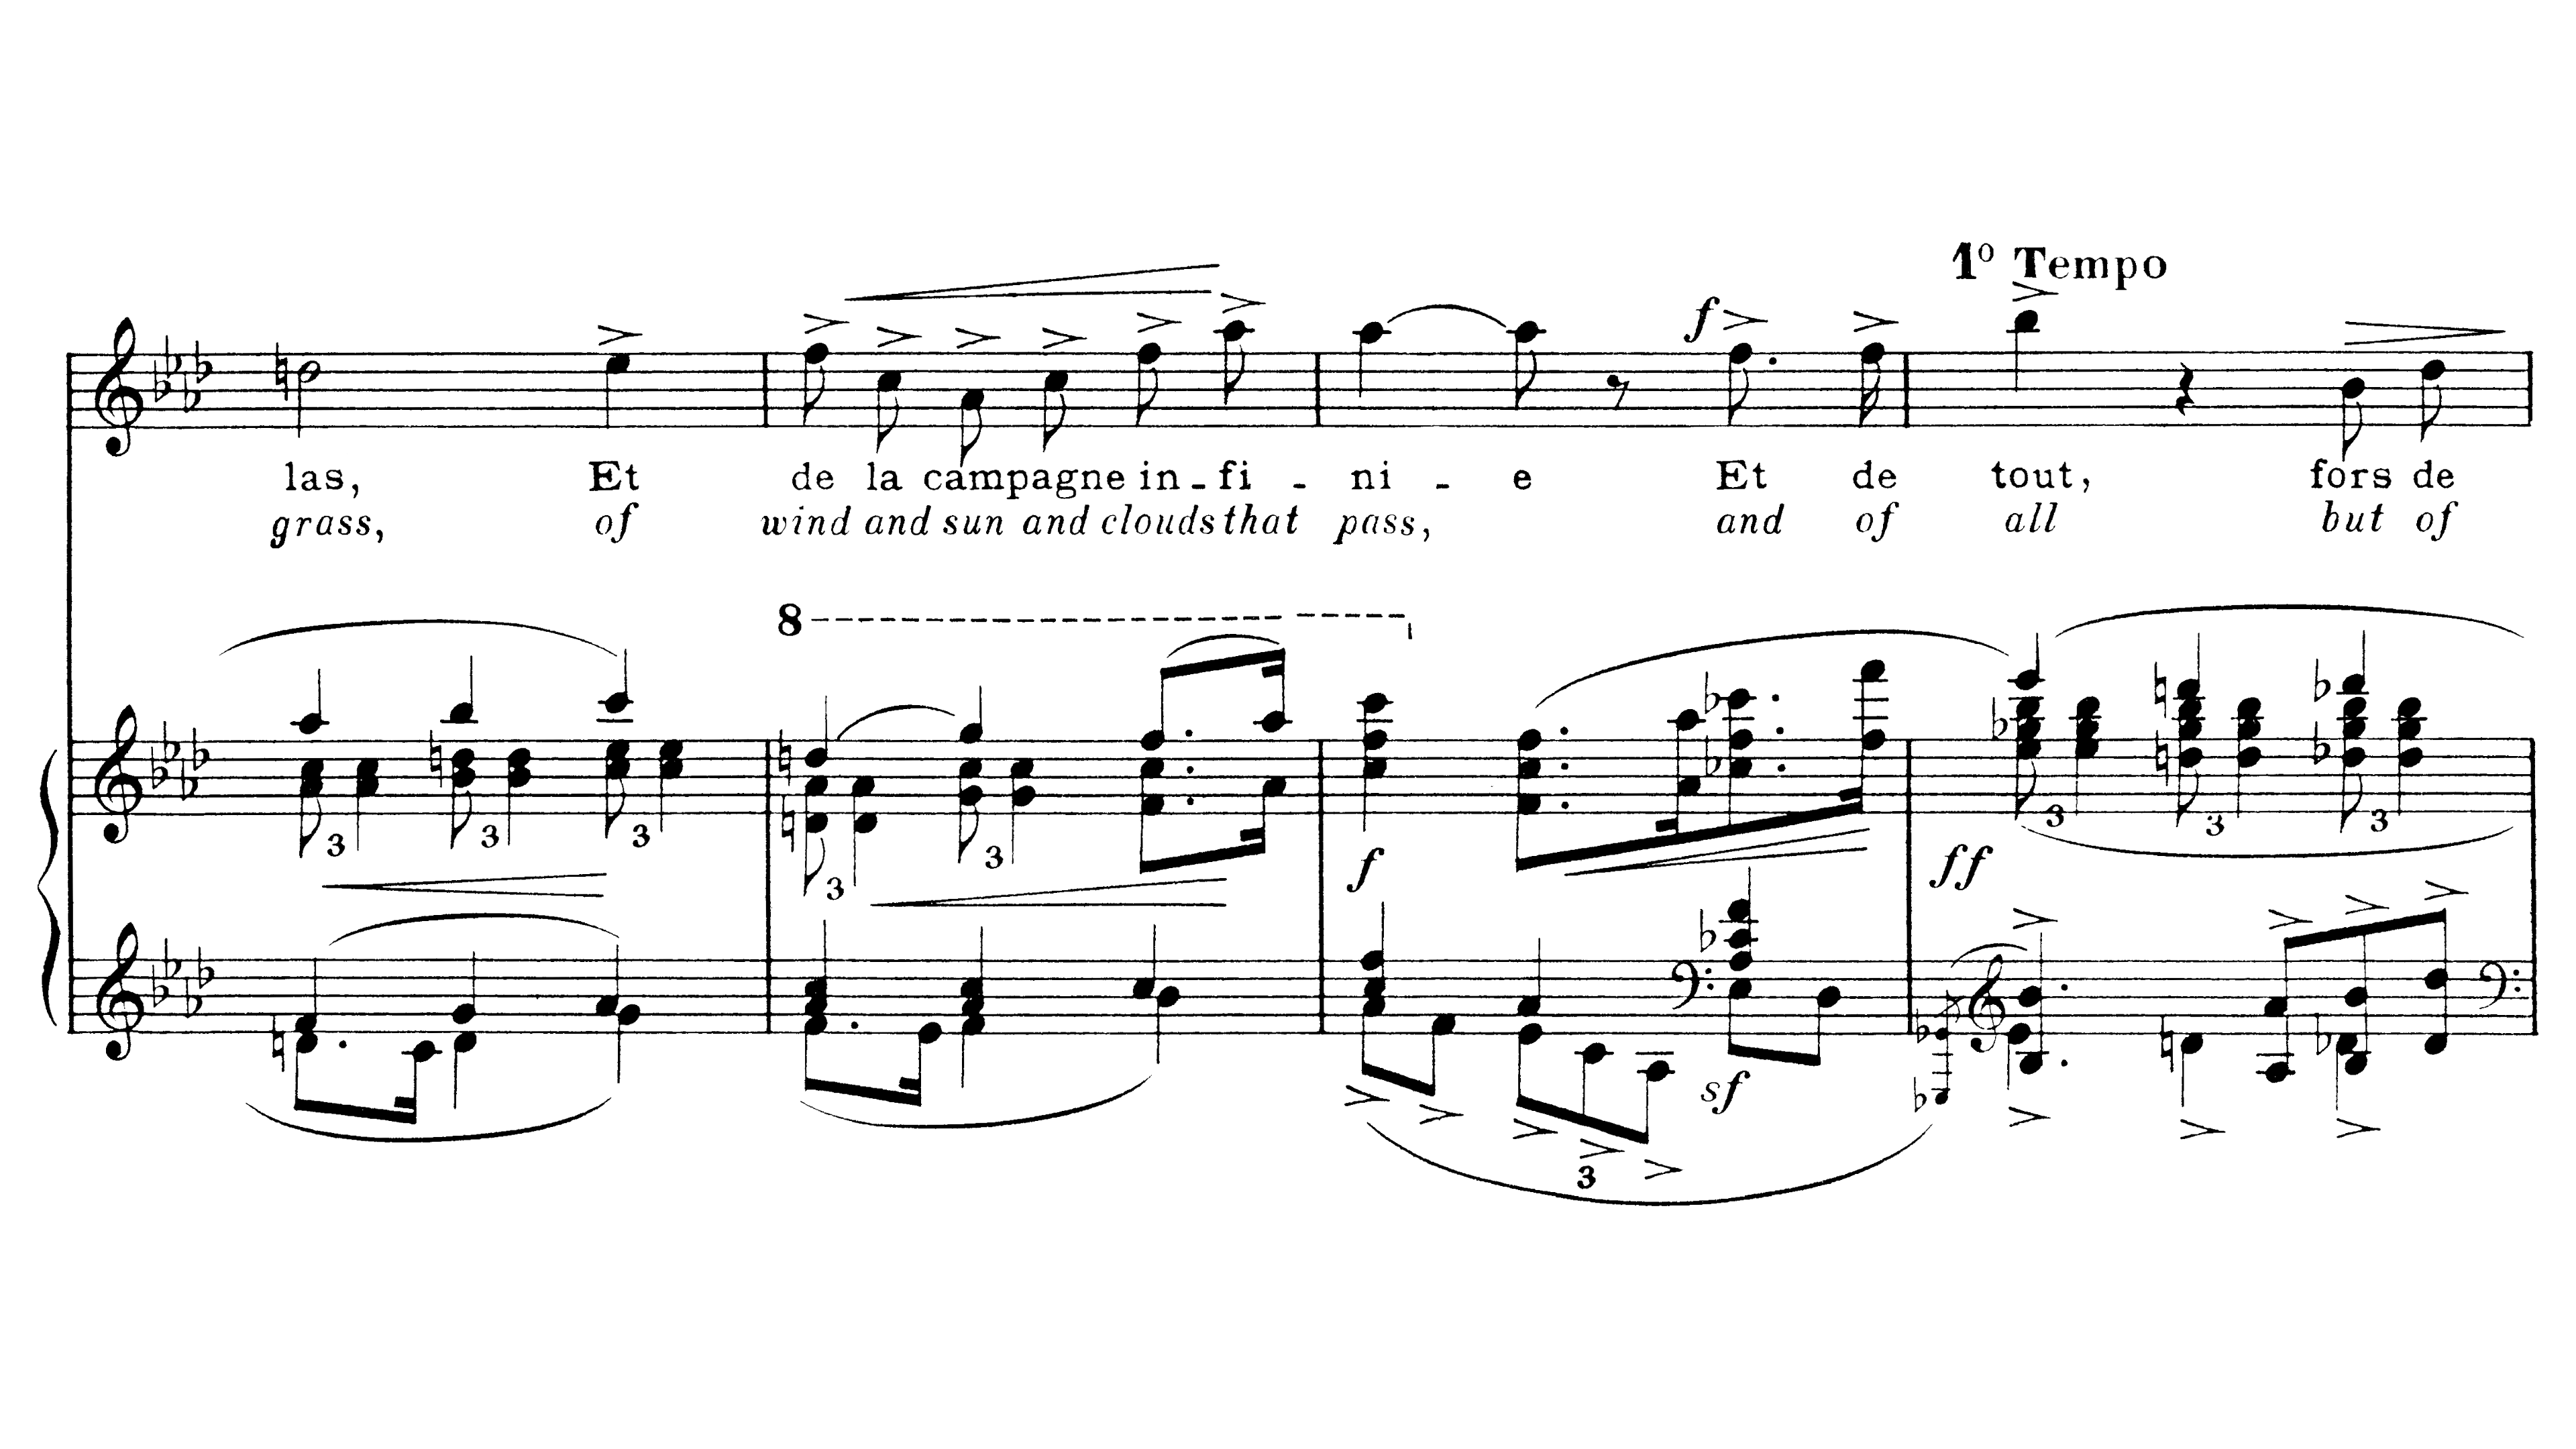 1º Tempo
f
las, Et de la campagne in-fi-ni-e Et de tout, fors de
grass, of wind and sun and clouds that pass, and of all but of
8
3 3 3 3 3 3 3 3
f ff
sf
3